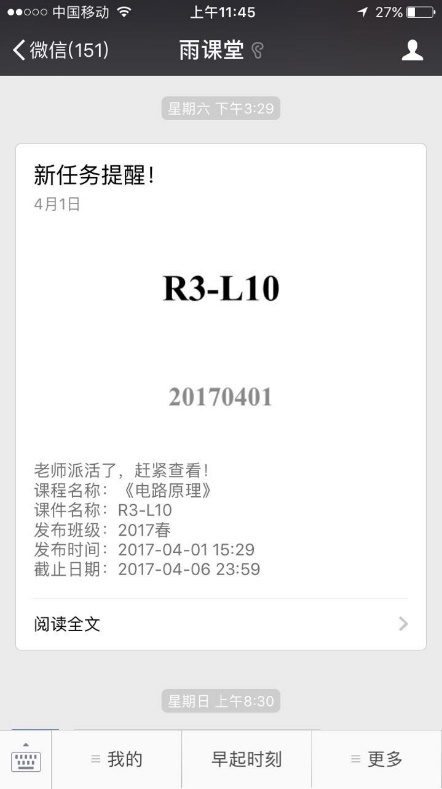 中国移动 上午11:45 27%
微信(151) 雨课堂
星期六 下午3:29
新任务提醒！
4月1日
R3-L10
20170401
老师派活了，赶紧查看！
课程名称：《电路原理》
课件名称：R3-L10
发布班级：2017春
发布时间：2017-04-01 15:29
截止日期：2017-04-06 23:59
阅读全文
星期日 上午8:30
我的 早起时刻 更多